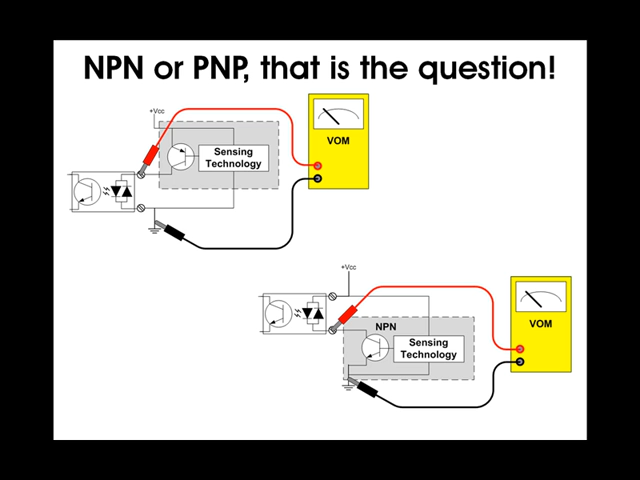 NPN or PNP, that is the question!
+Vcc
VOM
Sensing
Technology
+Vcc
VOM
NPN
Sensing
Technology